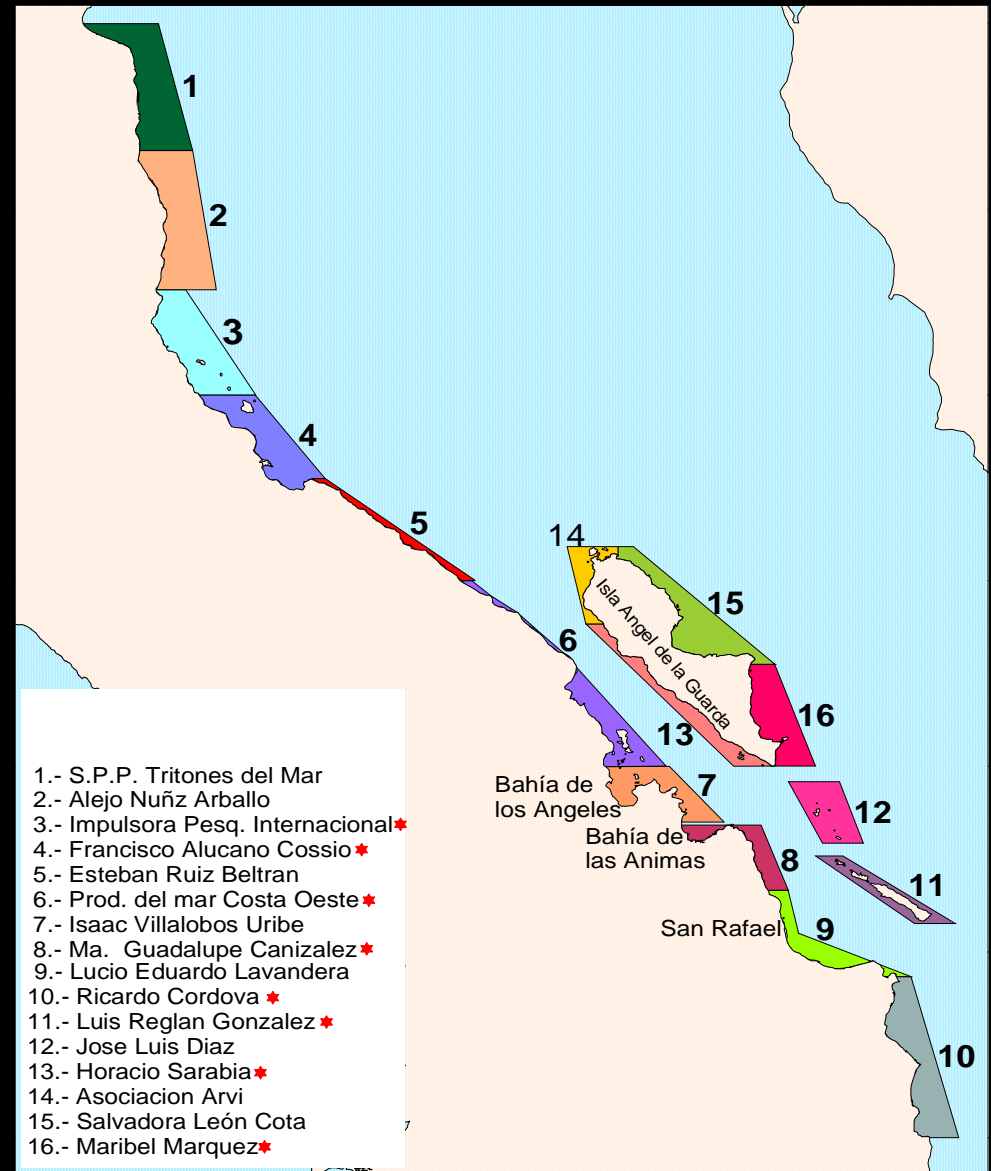 1
2
3
4
5
14
Isla Angel de la Guarda
15
6
16
13
Bahía de
los Angeles
7
12
Bahía de
las Animas
8
11
San Rafael
9
10
1.- S.P.P. Tritones del Mar
2.- Alejo Nuñz Arballo
3.- Impulsora Pesq. Internacional
4.- Francisco Alucano Cossio
5.- Esteban Ruiz Beltran
6.- Prod. del mar Costa Oeste
7.- Isaac Villalobos Uribe
8.- Ma. Guadalupe Canizalez
9.- Lucio Eduardo Lavandera
10.- Ricardo Cordova
11.- Luis Reglan Gonzalez
12.- Jose Luis Diaz
13.- Horacio Sarabia
14.- Asociacion Arvi
15.- Salvadora León Cota
16.- Maribel Marquez